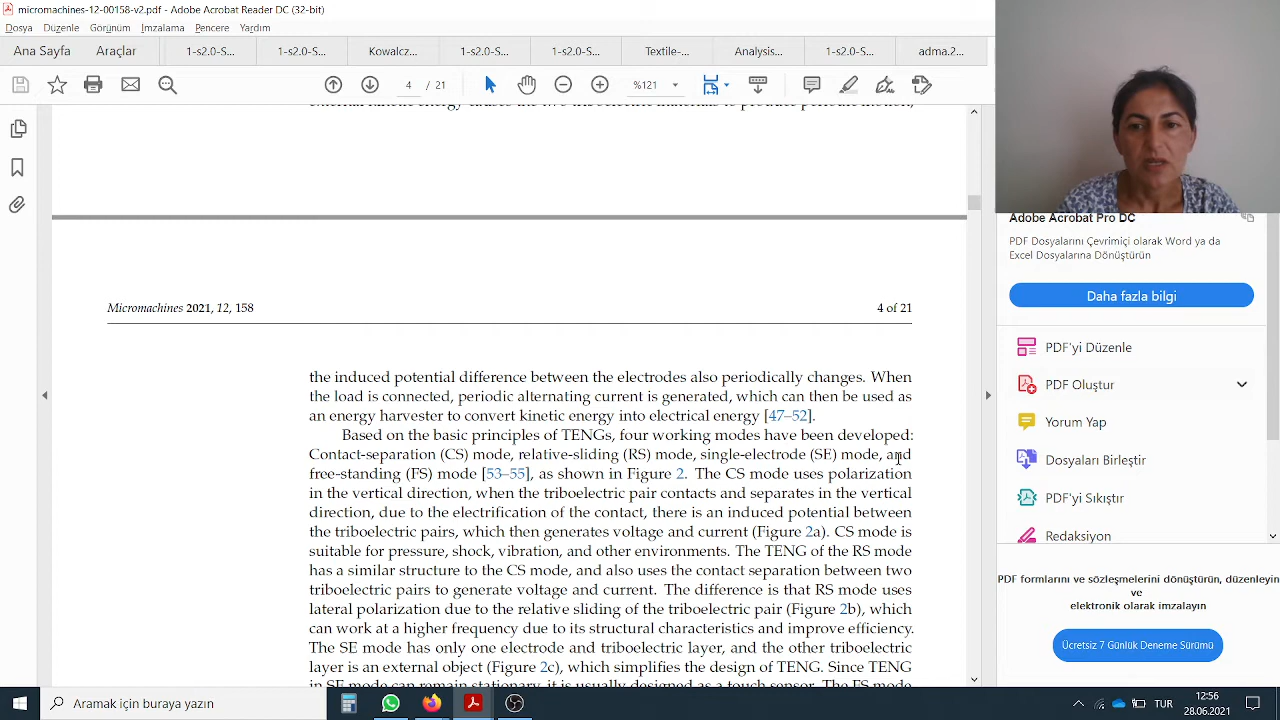 micromachines-12-00158-v2.pdf - Adobe Acrobat Reader DC (32-bit)
Dosya Düzenle Görünüm İmzalama Pencere Yardım
Ana Sayfa Araçlar 1-s2.0-S... 1-s2.0-S... Kowalcz... 1-s2.0-S... 1-s2.0-S... Textile-... Analysis... 1-s2.0-S... adma.2...
4 / 21 %121
Micromachines 2021, 12, 158 4 of 21
the induced potential difference between the electrodes also periodically changes. When
the load is connected, periodic alternating current is generated, which can then be used as
an energy harvester to convert kinetic energy into electrical energy [47–52].
Based on the basic principles of TENGs, four working modes have been developed:
Contact-separation (CS) mode, relative-sliding (RS) mode, single-electrode (SE) mode, and
free-standing (FS) mode [53–55], as shown in Figure 2. The CS mode uses polarization
in the vertical direction, when the triboelectric pair contacts and separates in the vertical
direction, due to the electrification of the contact, there is an induced potential between
the triboelectric pairs, which then generates voltage and current (Figure 2a). CS mode is
suitable for pressure, shock, vibration, and other environments. The TENG of the RS mode
has a similar structure to the CS mode, and also uses the contact separation between two
triboelectric pairs to generate voltage and current. The difference is that RS mode uses
lateral polarization due to the relative sliding of the triboelectric pair (Figure 2b), which
can work at a higher frequency due to its structural characteristics and improve efficiency.
The SE mode has only one electrode and triboelectric layer, and the other triboelectric
layer is an external object (Figure 2c), which simplifies the design of TENG. Since TENG
in SE mode can remain stationary, it is usually designed as a touch sensor. The FS mode
Adobe Acrobat Pro DC
PDF Dosyalarını Çevrimiçi olarak Word ya da
Excel Dosyalarına Dönüştürün
Daha fazla bilgi
PDF'yi Düzenle
PDF Oluştur
Yorum Yap
Dosyaları Birleştir
PDF'yi Sıkıştır
Redaksiyon
PDF formlarını ve sözleşmelerini dönüştürün, düzenleyin
ve
elektronik olarak imzalayın
Ücretsiz 7 Günlük Deneme Sürümü
Aramak için buraya yazın
TUR
12:56
28.06.2021